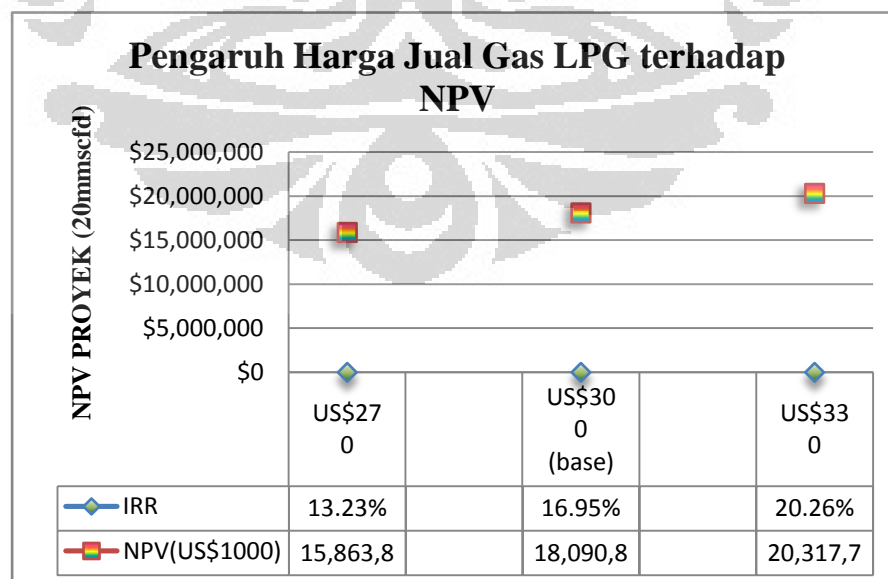 Pengaruh Harga Jual Gas LPG terhadap
NPV
NPV PROYEK (20mmscfd)
$25,000,000
$20,000,000
$15,000,000
$10,000,000
$5,000,000
$0
US$27
0
US$30
0
(base)
US$33
0
IRR 13.23% 16.95% 20.26%
NPV(US$1000) 15,863,8 18,090,8 20,317,7